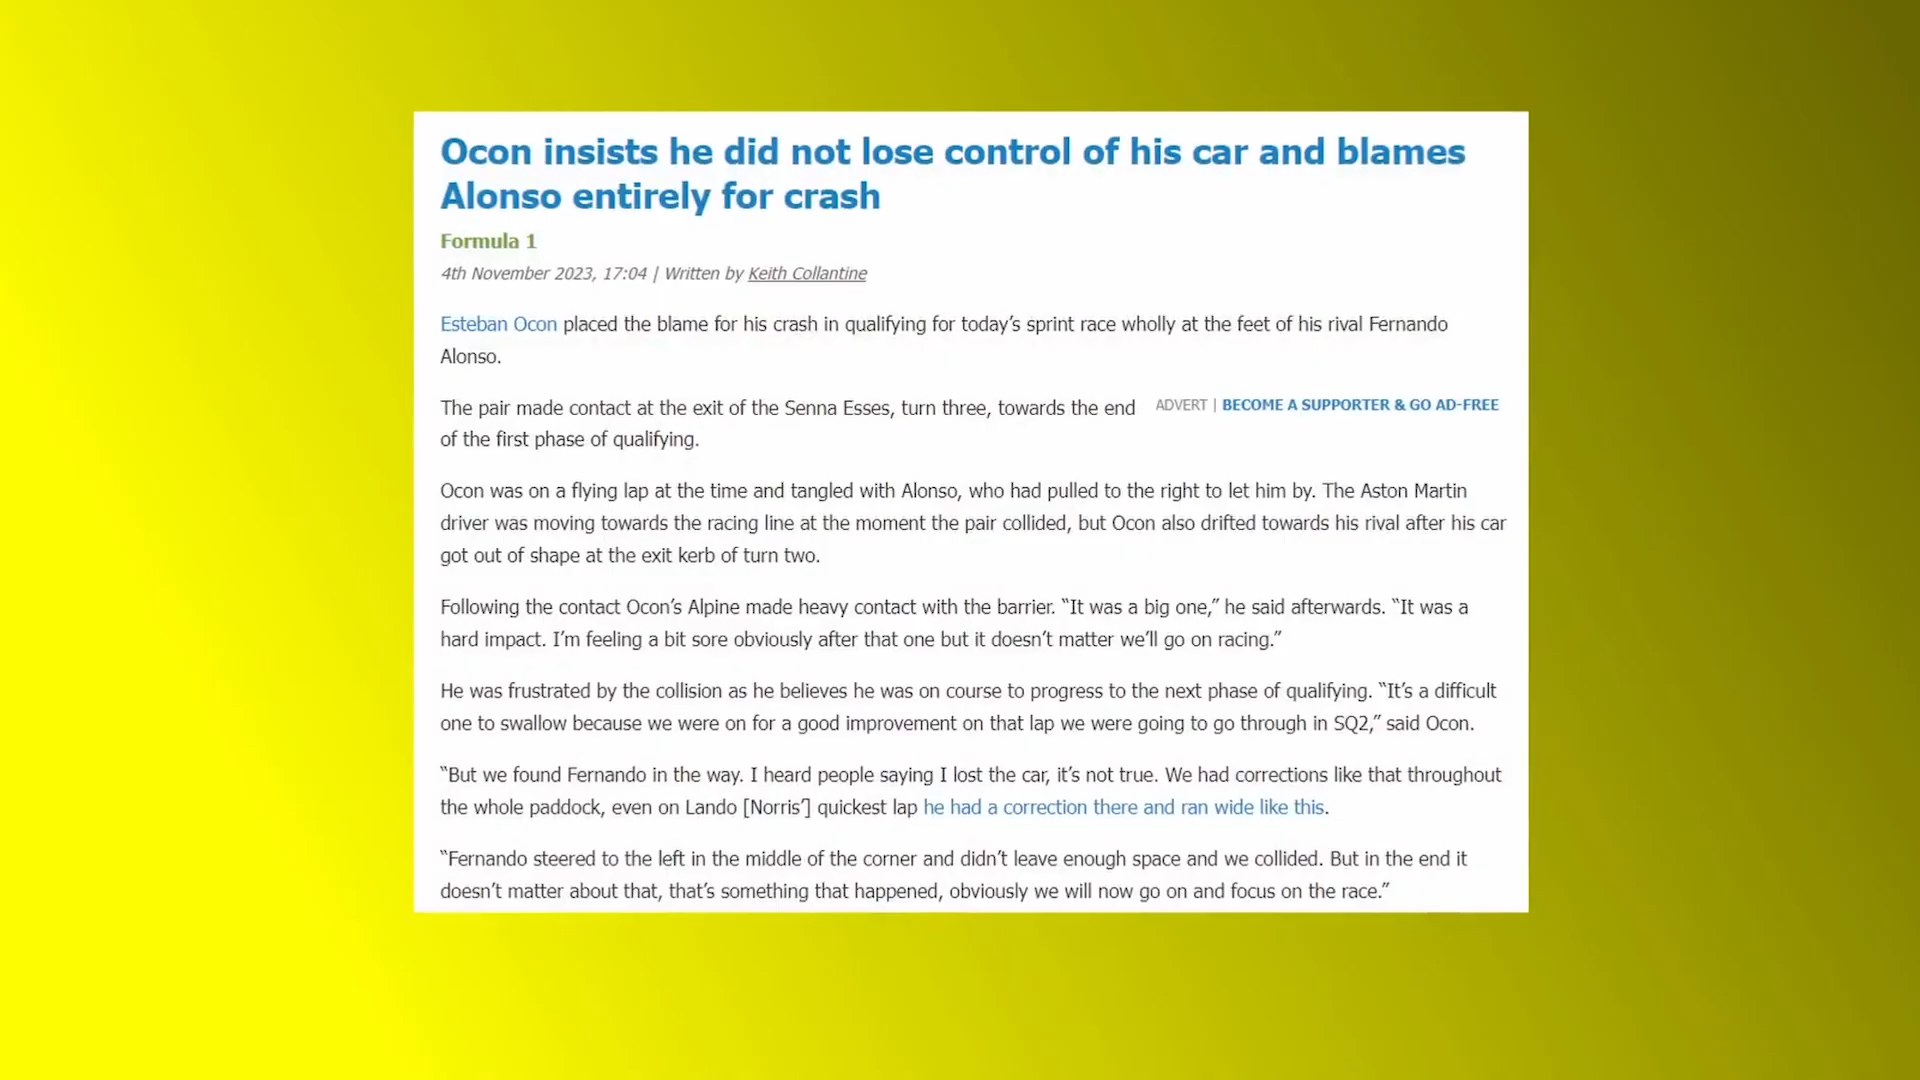 Ocon insists he did not lose control of his car and blames
Alonso entirely for crash
Formula 1
4th November 2023, 17:04 | Written by Keith Collantine
Esteban Ocon placed the blame for his crash in qualifying for today’s sprint race wholly at the feet of his rival Fernando
Alonso.
The pair made contact at the exit of the Senna Esses, turn three, towards the end
ADVERT | BECOME A SUPPORTER & GO AD-FREE
of the first phase of qualifying.
Ocon was on a flying lap at the time and tangled with Alonso, who had pulled to the right to let him by. The Aston Martin
driver was moving towards the racing line at the moment the pair collided, but Ocon also drifted towards his rival after his car
got out of shape at the exit kerb of turn two.
Following the contact Ocon’s Alpine made heavy contact with the barrier. “It was a big one,” he said afterwards. “It was a
hard impact. I’m feeling a bit sore obviously after that one but it doesn’t matter we’ll go on racing.”
He was frustrated by the collision as he believes he was on course to progress to the next phase of qualifying. “It’s a difficult
one to swallow because we were on for a good improvement on that lap we were going to go through in SQ2,” said Ocon.
“But we found Fernando in the way. I heard people saying I lost the car, it’s not true. We had corrections like that throughout
the whole paddock, even on Lando [Norris’] quickest lap he had a correction there and ran wide like this.
“Fernando steered to the left in the middle of the corner and didn’t leave enough space and we collided. But in the end it
doesn’t matter about that, that’s something that happened, obviously we will now go on and focus on the race.”